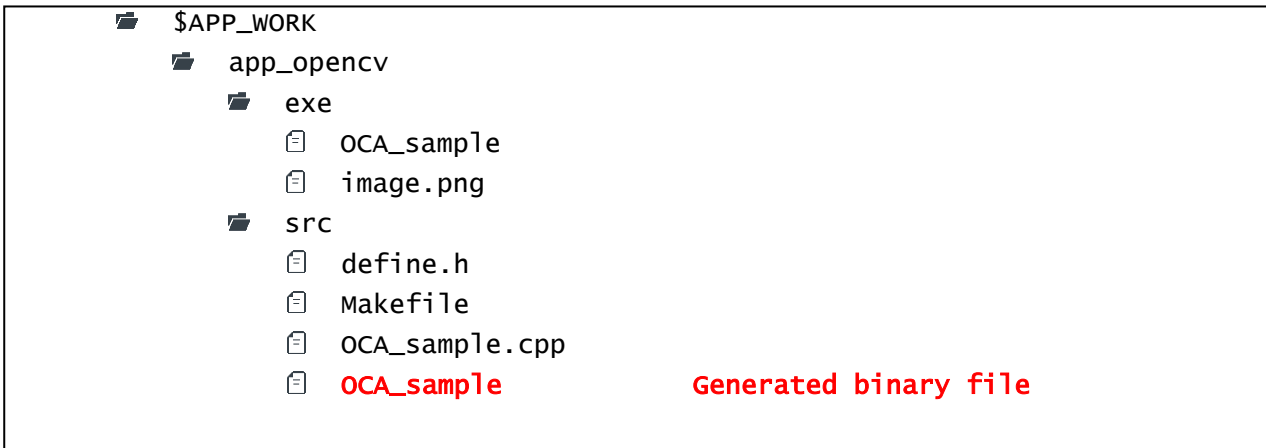 $APP_WORK
app_opencv
exe
OCA_sample
image.png
src
define.h
Makefile
OCA_sample.cpp
OCA_sample Generated binary file